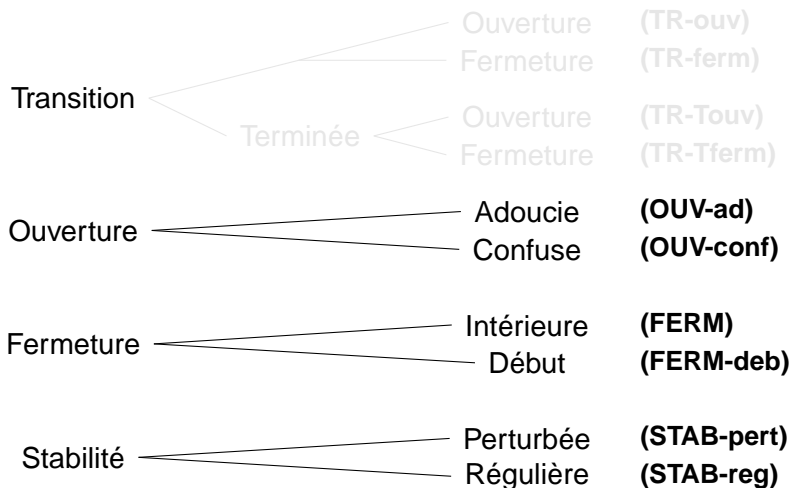 Ouverture (TR-ouv)
Fermeture (TR-ferm)
Transition
Terminée
Ouverture (TR-Touv)
Fermeture (TR-Tferm)
Ouverture
Adoucie (OUV-ad)
Confuse (OUV-conf)
Fermeture
Intérieure (FERM)
Début (FERM-deb)
Stabilité
Perturbée (STAB-pert)
Régulière (STAB-reg)